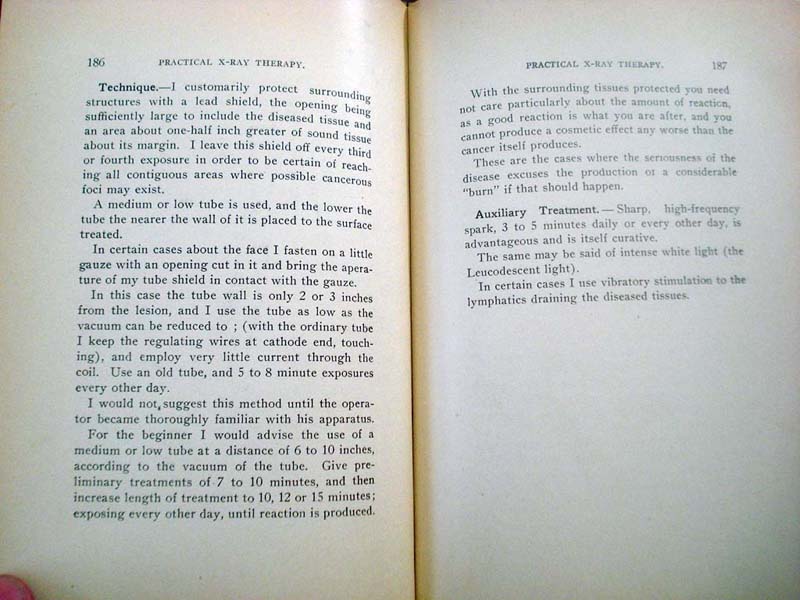 186
PRACTICAL X-RAY THERAPY.
Technique.—I customarily protect surrounding
structures with a lead shield, the opening being
sufficiently large to include the diseased tissue and
an area about one-half inch greater of sound tissue
about its margin. I leave this shield off every third
or fourth exposure in order to be certain of reach-
ing all contiguous areas where possible cancerous
foci may exist.
A medium or low tube is used, and the lower the
tube the nearer the wall of it is placed to the surface
treated.
In certain cases about the face I fasten on a little
gauze with an opening cut in it and bring the apera-
ture of my tube shield in contact with the gauze.
In this case the tube wall is only 2 or 3 inches
from the lesion, and I use the tube as low as the
vacuum can be reduced to ; (with the ordinary tube
I keep the regulating wires at cathode end, touch-
ing), and employ very little current through the
coil. Use an old tube, and 5 to 8 minute exposures
every other day.
I would not, suggest this method until the opera-
tor became thoroughly familiar with his apparatus.
For the beginner I would advise the use of a
medium or low tube at a distance of 6 to 10 inches,
according to the vacuum of the tube. Give pre-
liminary treatments of 7 to 10 minutes, and then
increase length of treatment to 10, 12 or 15 minutes;
exposing every other day, until reaction is produced.
PRACTICAL X-RAY THERAPY.
187
With the surrounding tissues protected you need
not care particularly about the amount of reaction,
as a good reaction is what you are after, and you
cannot produce a cosmetic effect any worse than the
cancer itself produces.
These are the cases where the seriousness of the
disease excuses the production of a considerable
"burn" if that should happen.
Auxiliary Treatment.—Sharp, high-frequency
spark, 3 to 5 minutes daily or every other day, is
advantageous and is itself curative.
The same may be said of intense white light (the
Leucodescent light).
In certain cases I use vibratory stimulation to the
lymphatics draining the diseased tissues.